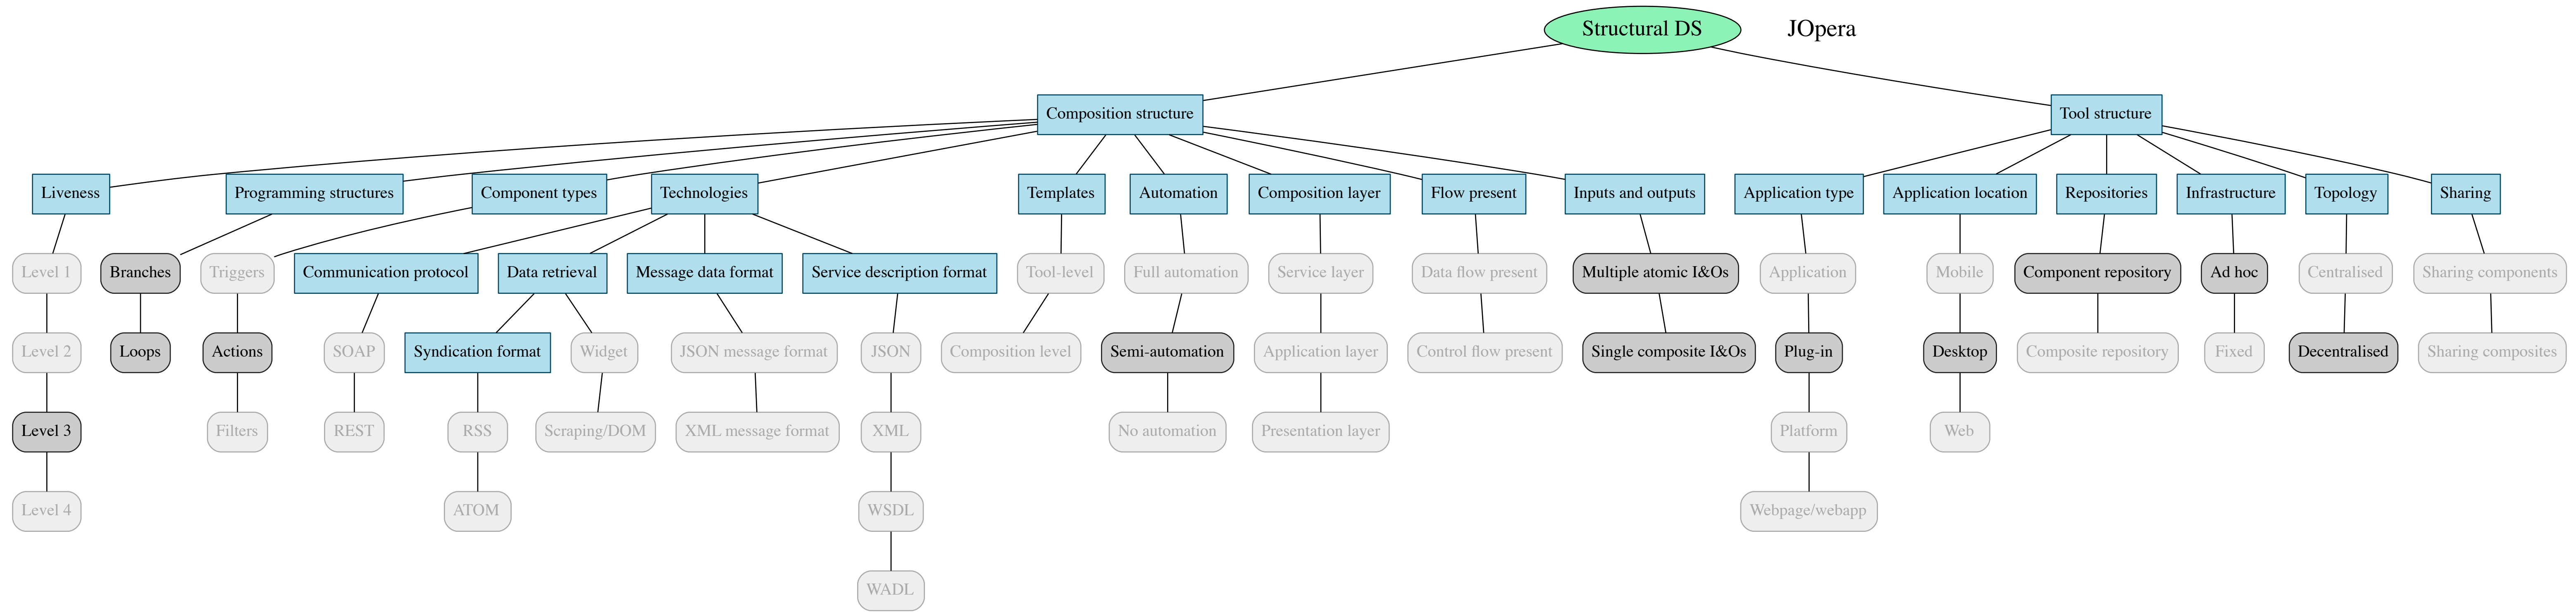 Structural DS
JOpera
Composition structure
Tool structure
Liveness
Programming structures
Component types
Technologies
Templates
Automation
Composition layer
Flow present
Inputs and outputs
Application type
Application location
Repositories
Infrastructure
Topology
Sharing
Level 1
Branches
Triggers
Communication protocol
Data retrieval
Message data format
Service description format
Tool-level
Full automation
Service layer
Data flow present
Multiple atomic I&Os
Application
Mobile
Component repository
Ad hoc
Centralised
Sharing components
Level 2
Loops
Actions
SOAP
Syndication format
Widget
JSON message format
JSON
Composition level
Semi-automation
Application layer
Control flow present
Single composite I&Os
Plug-in
Desktop
Composite repository
Fixed
Decentralised
Sharing composites
Level 3
Filters
REST
RSS
Scraping/DOM
XML message format
XML
No automation
Presentation layer
Platform
Web
Level 4
ATOM
WSDL
Webpage/webapp
WADL